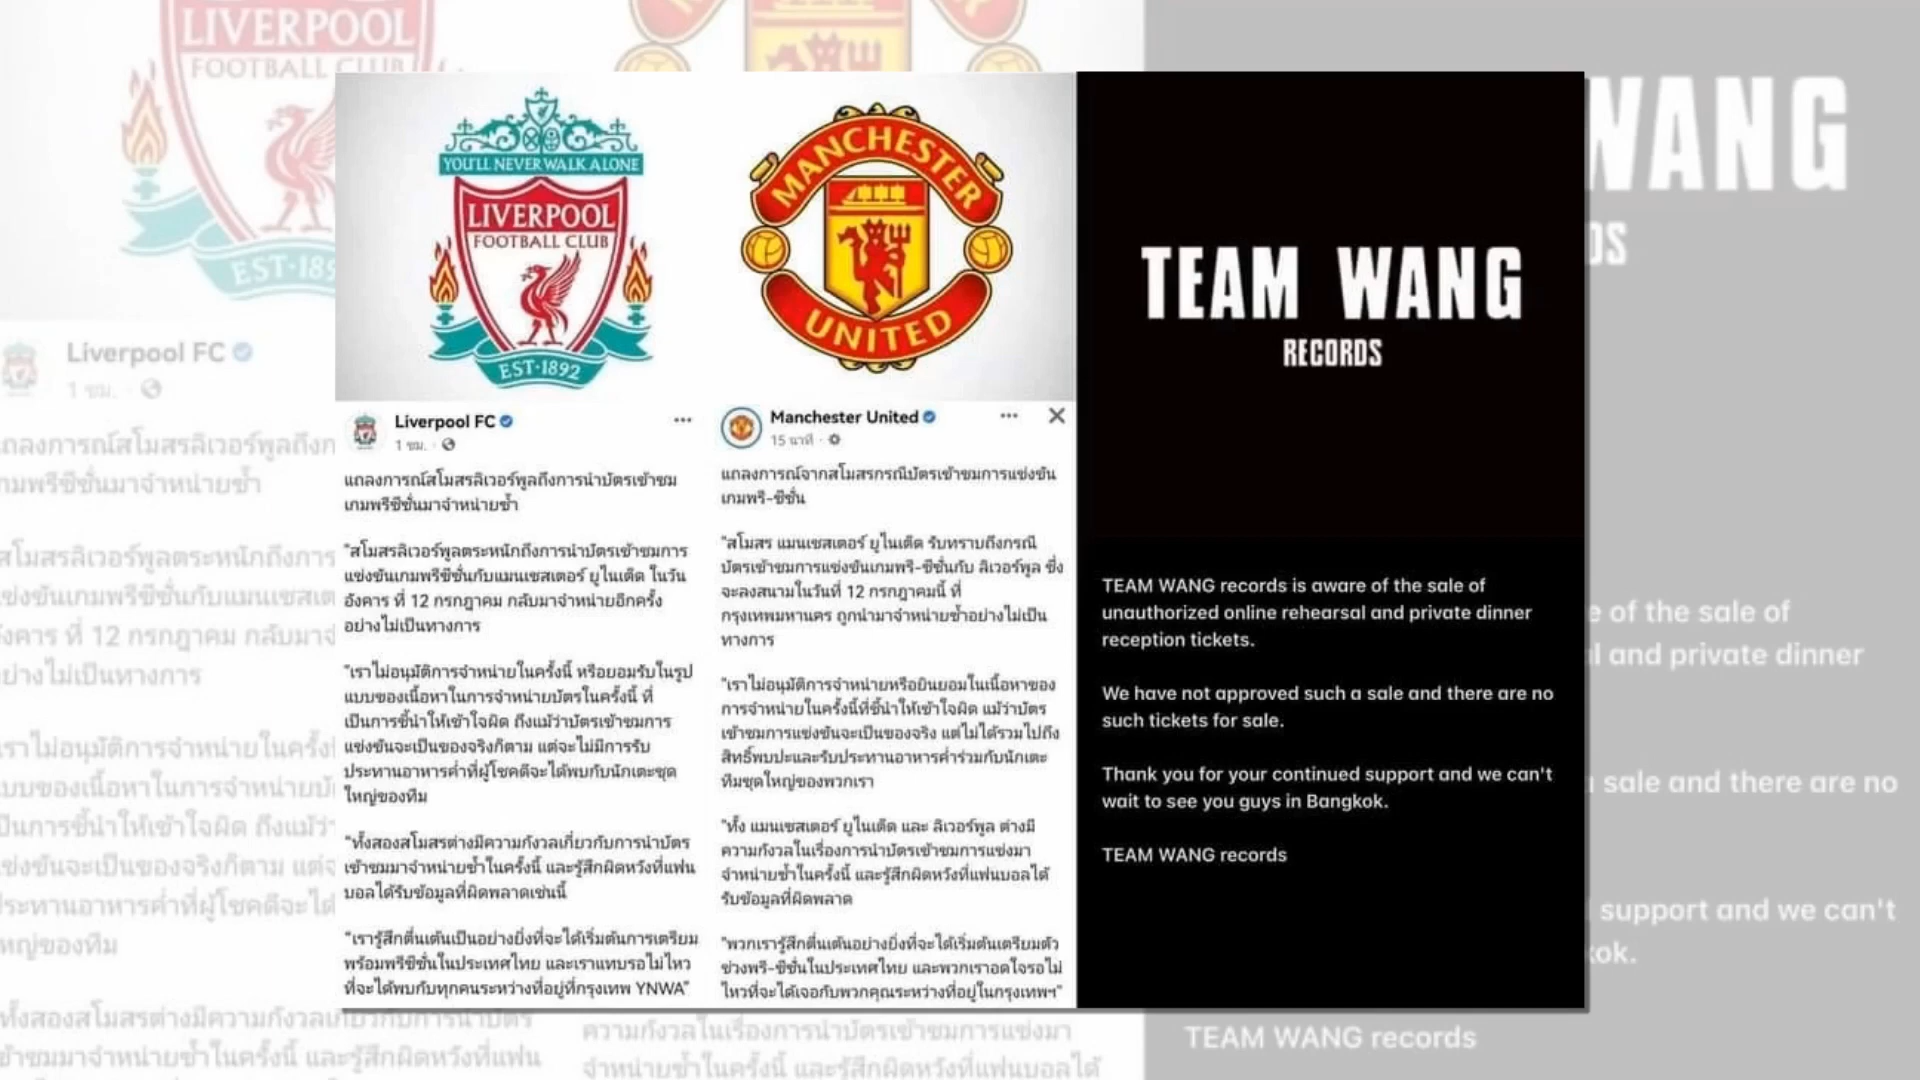 YOU'LL NEVER WALK ALONE
LIVERPOOL
FOOTBALL CLUB
EST·1892
Liverpool FC
1 ชม. ·
แถลงการณ์สโมสรลิเวอร์พูลถึงการนำบัตรเข้าชม
เกมพรีซีซั่นมาจำหน่ายซ้ำ
"สโมสรลิเวอร์พูลตระหนักถึงการนำบัตรเข้าชมการ
แข่งขันเกมพรีซีซั่นกับแมนเชสเตอร์ ยูไนเต็ด ในวัน
อังคาร ที่ 12 กรกฎาคม กลับมาจำหน่ายอีกครั้ง
อย่างไม่เป็นทางการ
"เราไม่อนุมัติการจำหน่ายในครั้งนี้ หรือยอมรับในรูป
แบบของเนื้อหาในการจำหน่ายบัตรในครั้งนี้ ที่
เป็นการชี้นำให้เข้าใจผิด ถึงแม้ว่าบัตรเข้าชมการ
แข่งขันจะเป็นของจริงก็ตาม แต่จะไม่มีการรับ
ประทานอาหารค่ำที่ผู้โชคดีจะได้พบกับนักเตะชุด
ใหญ่ของทีม
"ทั้งสองสโมสรต่างมีความกังวลเกี่ยวกับการนำบัตร
เข้าชมมาจำหน่ายซ้ำในครั้งนี้ และรู้สึกผิดหวังที่แฟน
บอลได้รับข้อมูลที่ผิดพลาดเช่นนี้
"เรารู้สึกตื่นเต้นเป็นอย่างยิ่งที่จะได้เริ่มต้นการเตรียม
พร้อมพรีซีซั่นในประเทศไทย และเราแทบรอไม่ไหว
ที่จะได้พบกับทุกคนระหว่างที่อยู่ที่กรุงเทพ YNWA"
MANCHESTER
UNITED
Manchester United
15 นาที ·
แถลงการณ์จากสโมสรกรณีบัตรเข้าชมการแข่งขัน
เกมพรี-ซีซั่น
"สโมสร แมนเชสเตอร์ ยูไนเต็ด รับทราบถึงกรณี
บัตรเข้าชมการแข่งขันเกมพรี-ซีซั่นกับ ลิเวอร์พูล ซึ่ง
จะลงสนามในวันที่ 12 กรกฎาคมนี้ ที่
กรุงเทพมหานคร ถูกนำมาจำหน่ายซ้ำอย่างไม่เป็น
ทางการ
"เราไม่อนุมัติการจำหน่ายหรือยินยอมในเนื้อหาของ
การจำหน่ายในครั้งนี้ที่ชี้นำให้เข้าใจผิด แม้ว่าบัตร
เข้าชมการแข่งขันจะเป็นของจริง แต่ไม่ได้รวมไปถึง
สิทธิ์พบปะและรับประทานอาหารค่ำร่วมกับนักเตะ
ทีมชุดใหญ่ของพวกเรา
"ทั้ง แมนเชสเตอร์ ยูไนเต็ด และ ลิเวอร์พูล ต่างมี
ความกังวลในเรื่องการนำบัตรเข้าชมการแข่งมา
จำหน่ายซ้ำในครั้งนี้ และรู้สึกผิดหวังที่แฟนบอลได้
รับข้อมูลที่ผิดพลาด
"พวกเรารู้สึกตื่นเต้นอย่างยิ่งที่จะได้เริ่มต้นเตรียมตัว
ช่วงพรี-ซีซั่นในประเทศไทย และพวกเราอดใจรอไม่
ไหวที่จะได้เจอกับพวกคุณระหว่างที่อยู่ในกรุงเทพฯ"
TEAM WANG
RECORDS
TEAM WANG records is aware of the sale of
unauthorized online rehearsal and private dinner
reception tickets.
We have not approved such a sale and there are no
such tickets for sale.
Thank you for your continued support and we can't
wait to see you guys in Bangkok.
TEAM WANG records